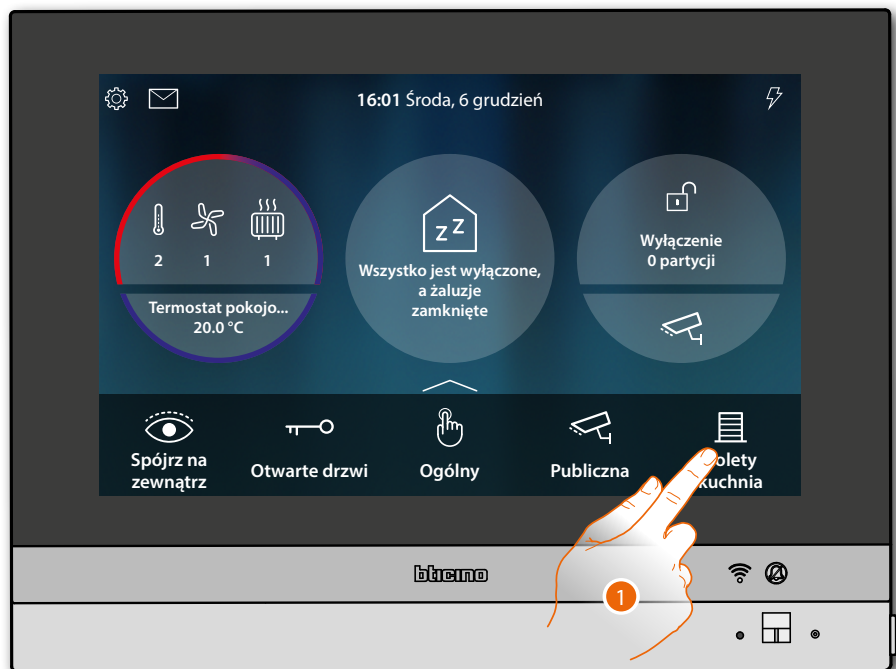 16:01 Środa, 6 grudzień
2 1 1
Termostat pokojo...
20.0 °C
zz
Wszystko jest wyłączone,
a żaluzje
zamknięte
Wyłączenie
0 partycji
Spójrz na
zewnątrz
Otwarte drzwi
Ogólny
Publiczna
kuchnia
bticino
1